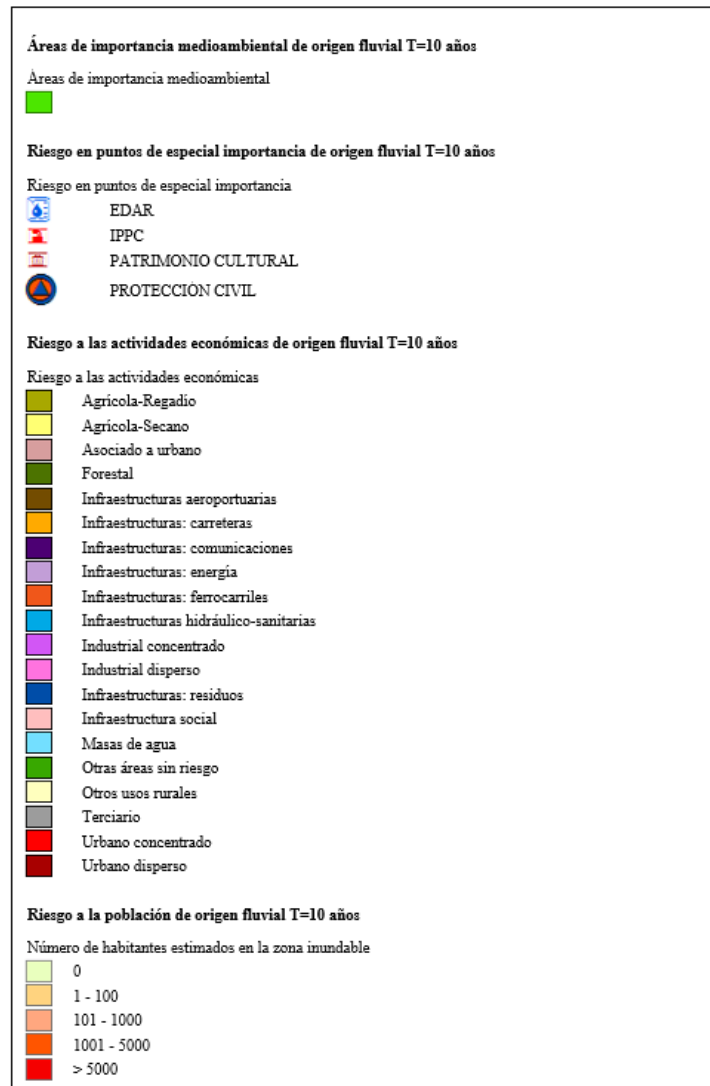 Áreas de importancia medioambiental de origen fluvial T=10 años
Áreas de importancia medioambiental
Riesgo en puntos de especial importancia de origen fluvial T=10 años
Riesgo en puntos de especial importancia
EDAR
IPPC
PATRIMONIO CULTURAL
PROTECCIÓN CIVIL
Riesgo a las actividades económicas de origen fluvial T=10 años
Riesgo a las actividades económicas
Agrícola-Regadío
Agrícola-Secano
Asociado a urbano
Forestal
Infraestructuras aeroportuarias
Infraestructuras: carreteras
Infraestructuras: comunicaciones
Infraestructuras: energía
Infraestructuras: ferrocarriles
Infraestructuras hidráulico-sanitarias
Industrial concentrado
Industrial disperso
Infraestructuras: residuos
Infraestructura social
Masas de agua
Otras áreas sin riesgo
Otros usos rurales
Terciario
Urbano concentrado
Urbano disperso
Riesgo a la población de origen fluvial T=10 años
Número de habitantes estimados en la zona inundable
0
1 - 100
101 - 1000
1001 - 5000
> 5000